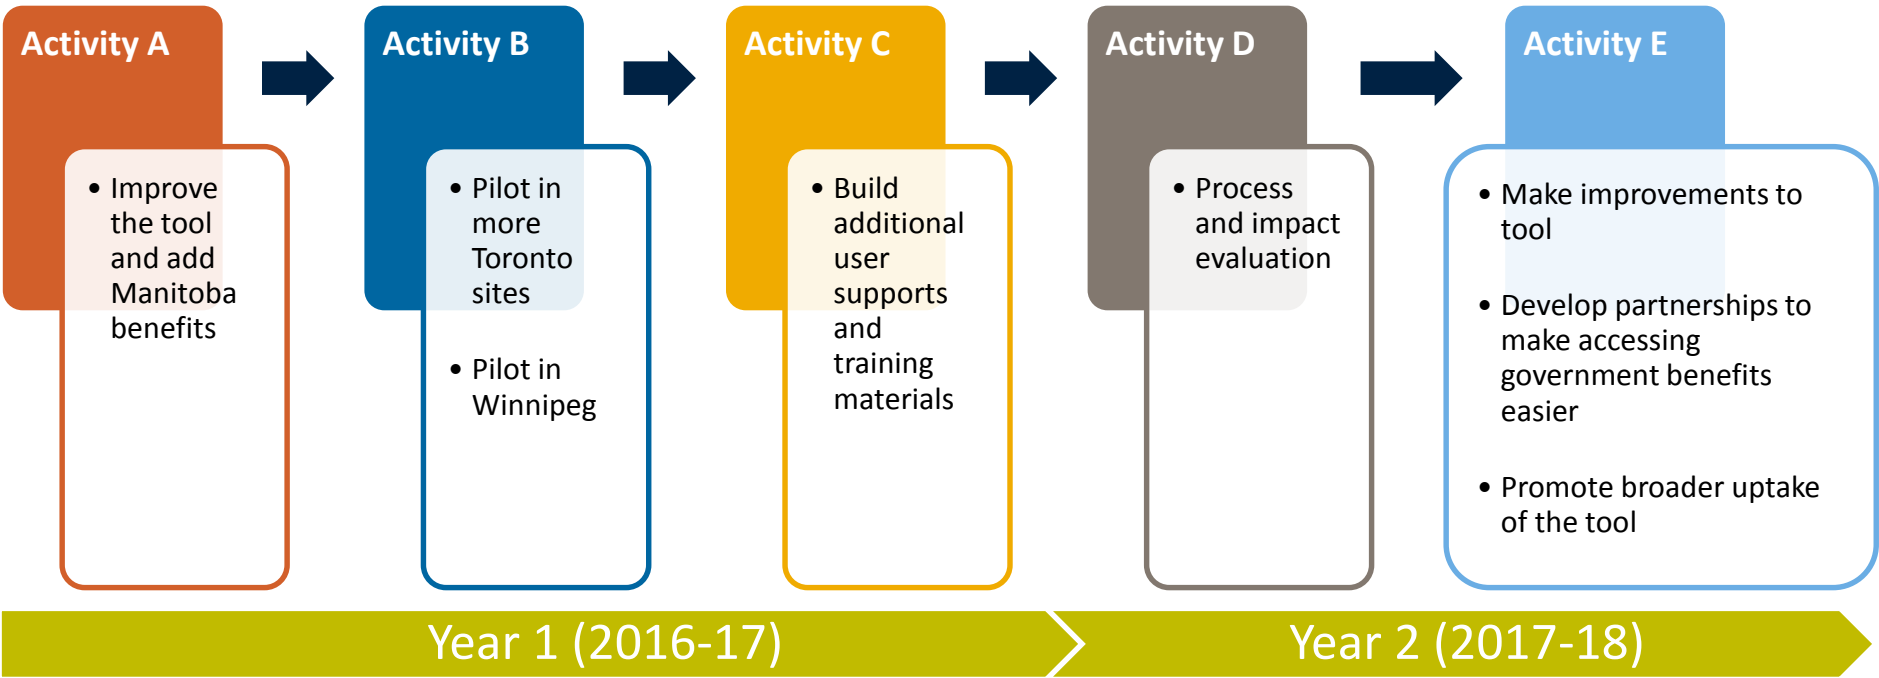 Activity A
• Improve
the tool
and add
Manitoba
benefits
Activity B
• Pilot in
more
Toronto
sites
• Pilot in
Winnipeg
Activity C
• Build
additional
user
supports
and
training
materials
Activity D
• Process
and impact
evaluation
Activity E
• Make improvements to
tool
• Develop partnerships to
make accessing
government benefits
easier
• Promote broader uptake
of the tool
Year 1 (2016-17)
Year 2 (2017-18)